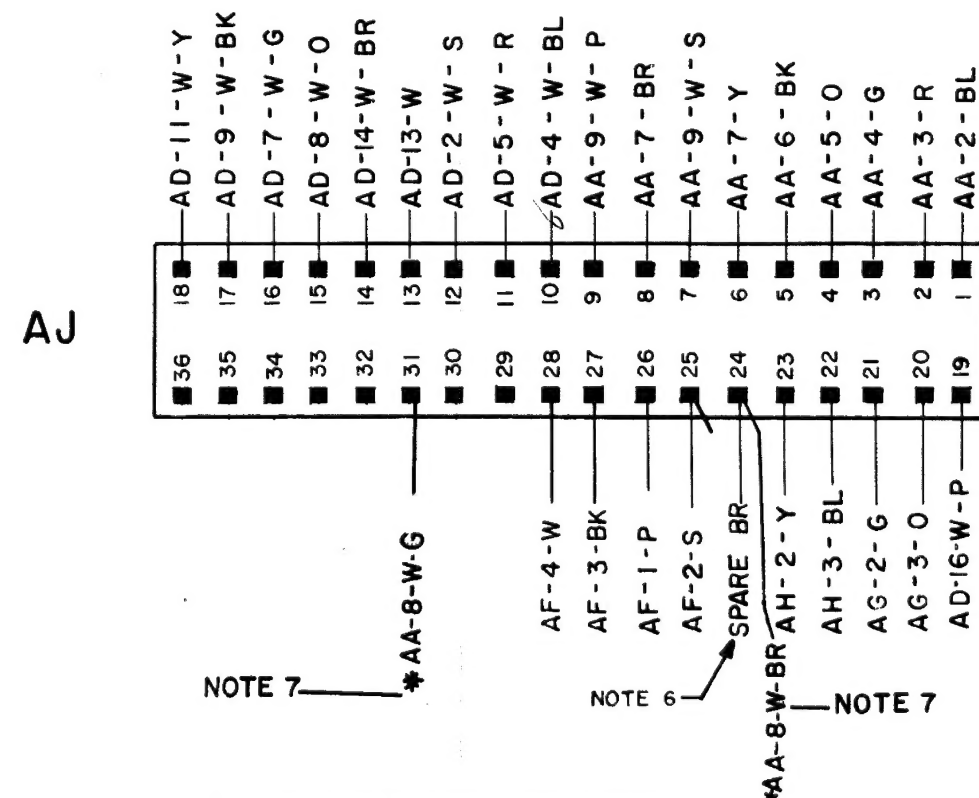 AD-11-W-Y
AD-9-W-BK
AD-7-W-G
AD-8-W-O
AD-14-W-BR
AD-13-W
AD-2-W-S
AD-5-W-R
AD-4-W-BL
AA-9-W-P
AA-7-BR
AA-9-W-S
AA-7-Y
AA-6-BK
AA-5-O
AA-4-G
AA-3-R
AA-2-BL
AJ
18
17
16
15
14
13
12
11
10
9
8
7
6
5
4
3
2
1
36
35
34
33
32
31
30
29
28
27
26
25
24
23
22
21
20
19
*AA-8-W-G
AF-4-W
AF-3-BK
AF-1-P
AF-2-S
SPARE BR
AH-2-Y
AH-3-BL
AG-2-G
AG-3-O
AD-16-W-P
*AA-8-W-BR
NOTE 7
NOTE 6
NOTE 7